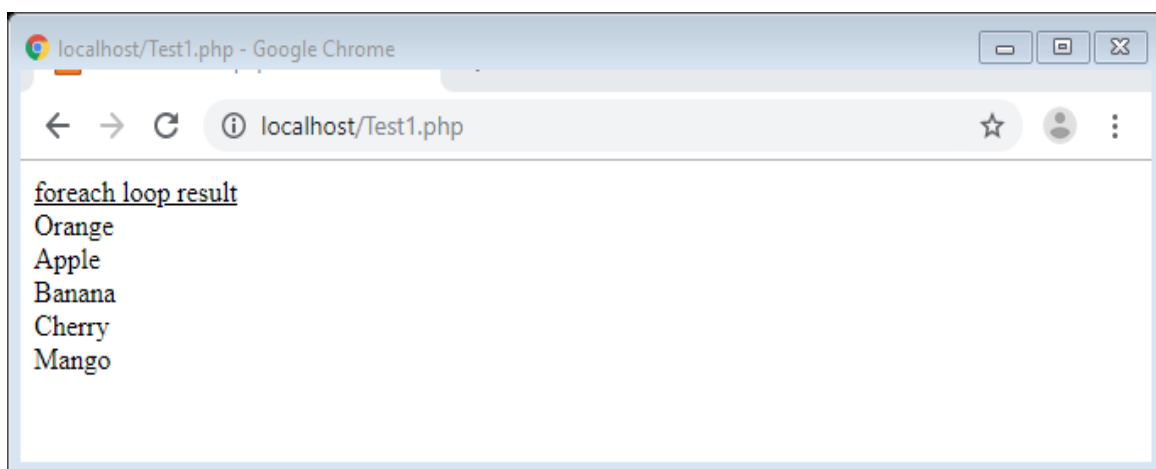 localhost/Test1.php - Google Chrome
localhost/Test1.php
foreach loop result
Orange
Apple
Banana
Cherry
Mango